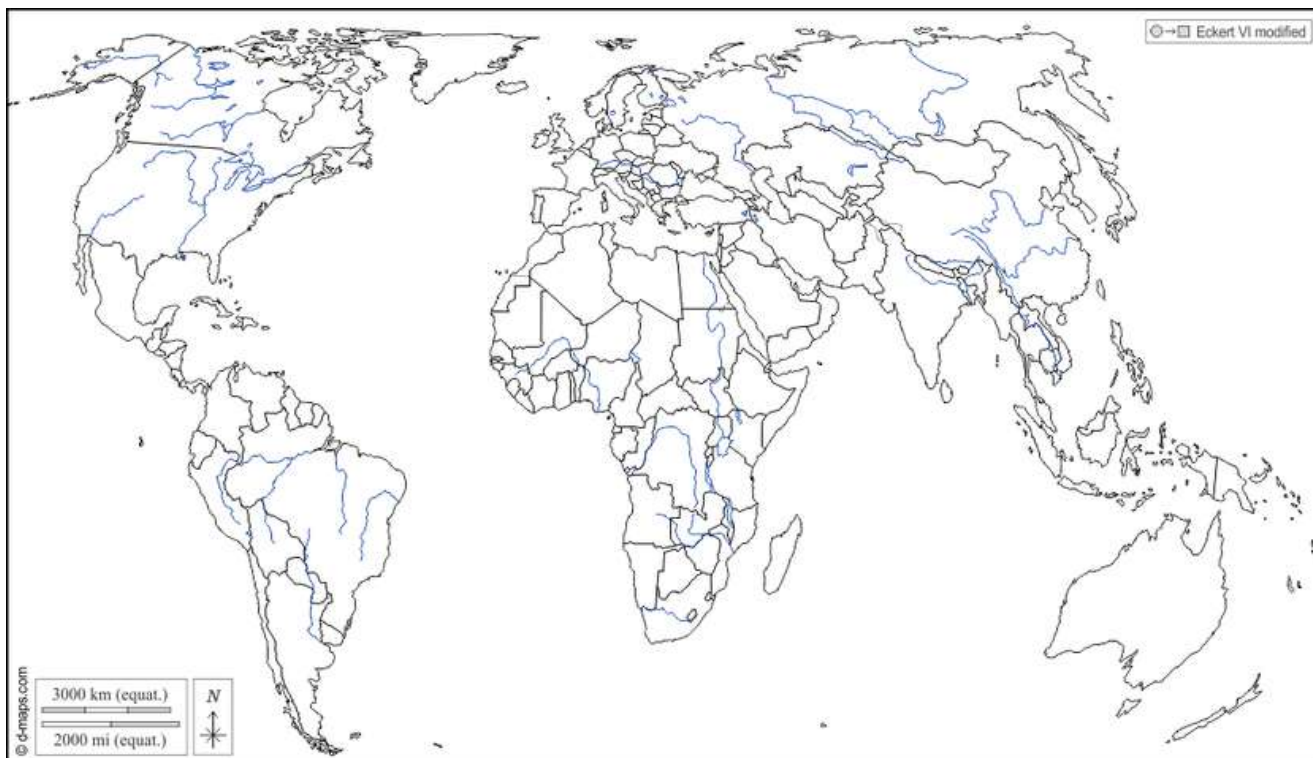 ○→□ Eckert VI modified
© d-maps.com
3000 km (equat.)
2000 mi (equat.)
N